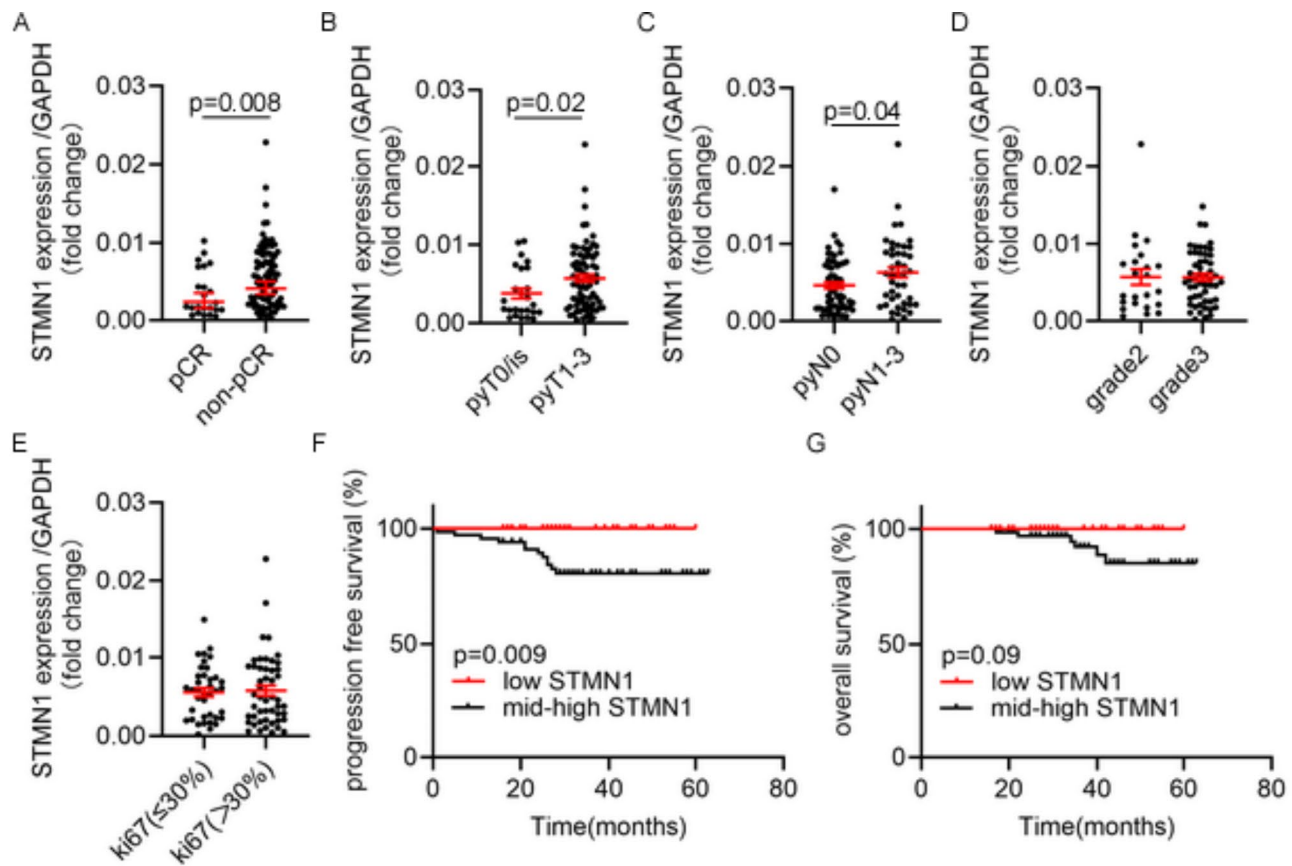 A
STMN1 expression /GAPDH
(fold change)
0.03
0.02
0.01
0.00
p=0.008
pCR
non-pCR
B
STMN1 expression /GAPDH
(fold change)
0.03
0.02
0.01
0.00
p=0.02
pyT0/is
pyT1-3
C
STMN1 expression /GAPDH
(fold change)
0.03
0.02
0.01
0.00
p=0.04
pyN0
pyN1-3
D
STMN1 expression /GAPDH
(fold change)
0.03
0.02
0.01
0.00
grade2
grade3
E
STMN1 expression /GAPDH
(fold change)
0.03
0.02
0.01
0.00
ki67(≤30%)
ki67(>30%)
F
progression free survival (%)
100
50
0
p=0.009
low STMN1
mid-high STMN1
0 20 40 60 80
Time(months)
G
overall survival (%)
100
50
0
p=0.09
low STMN1
mid-high STMN1
0 20 40 60 80
Time(months)